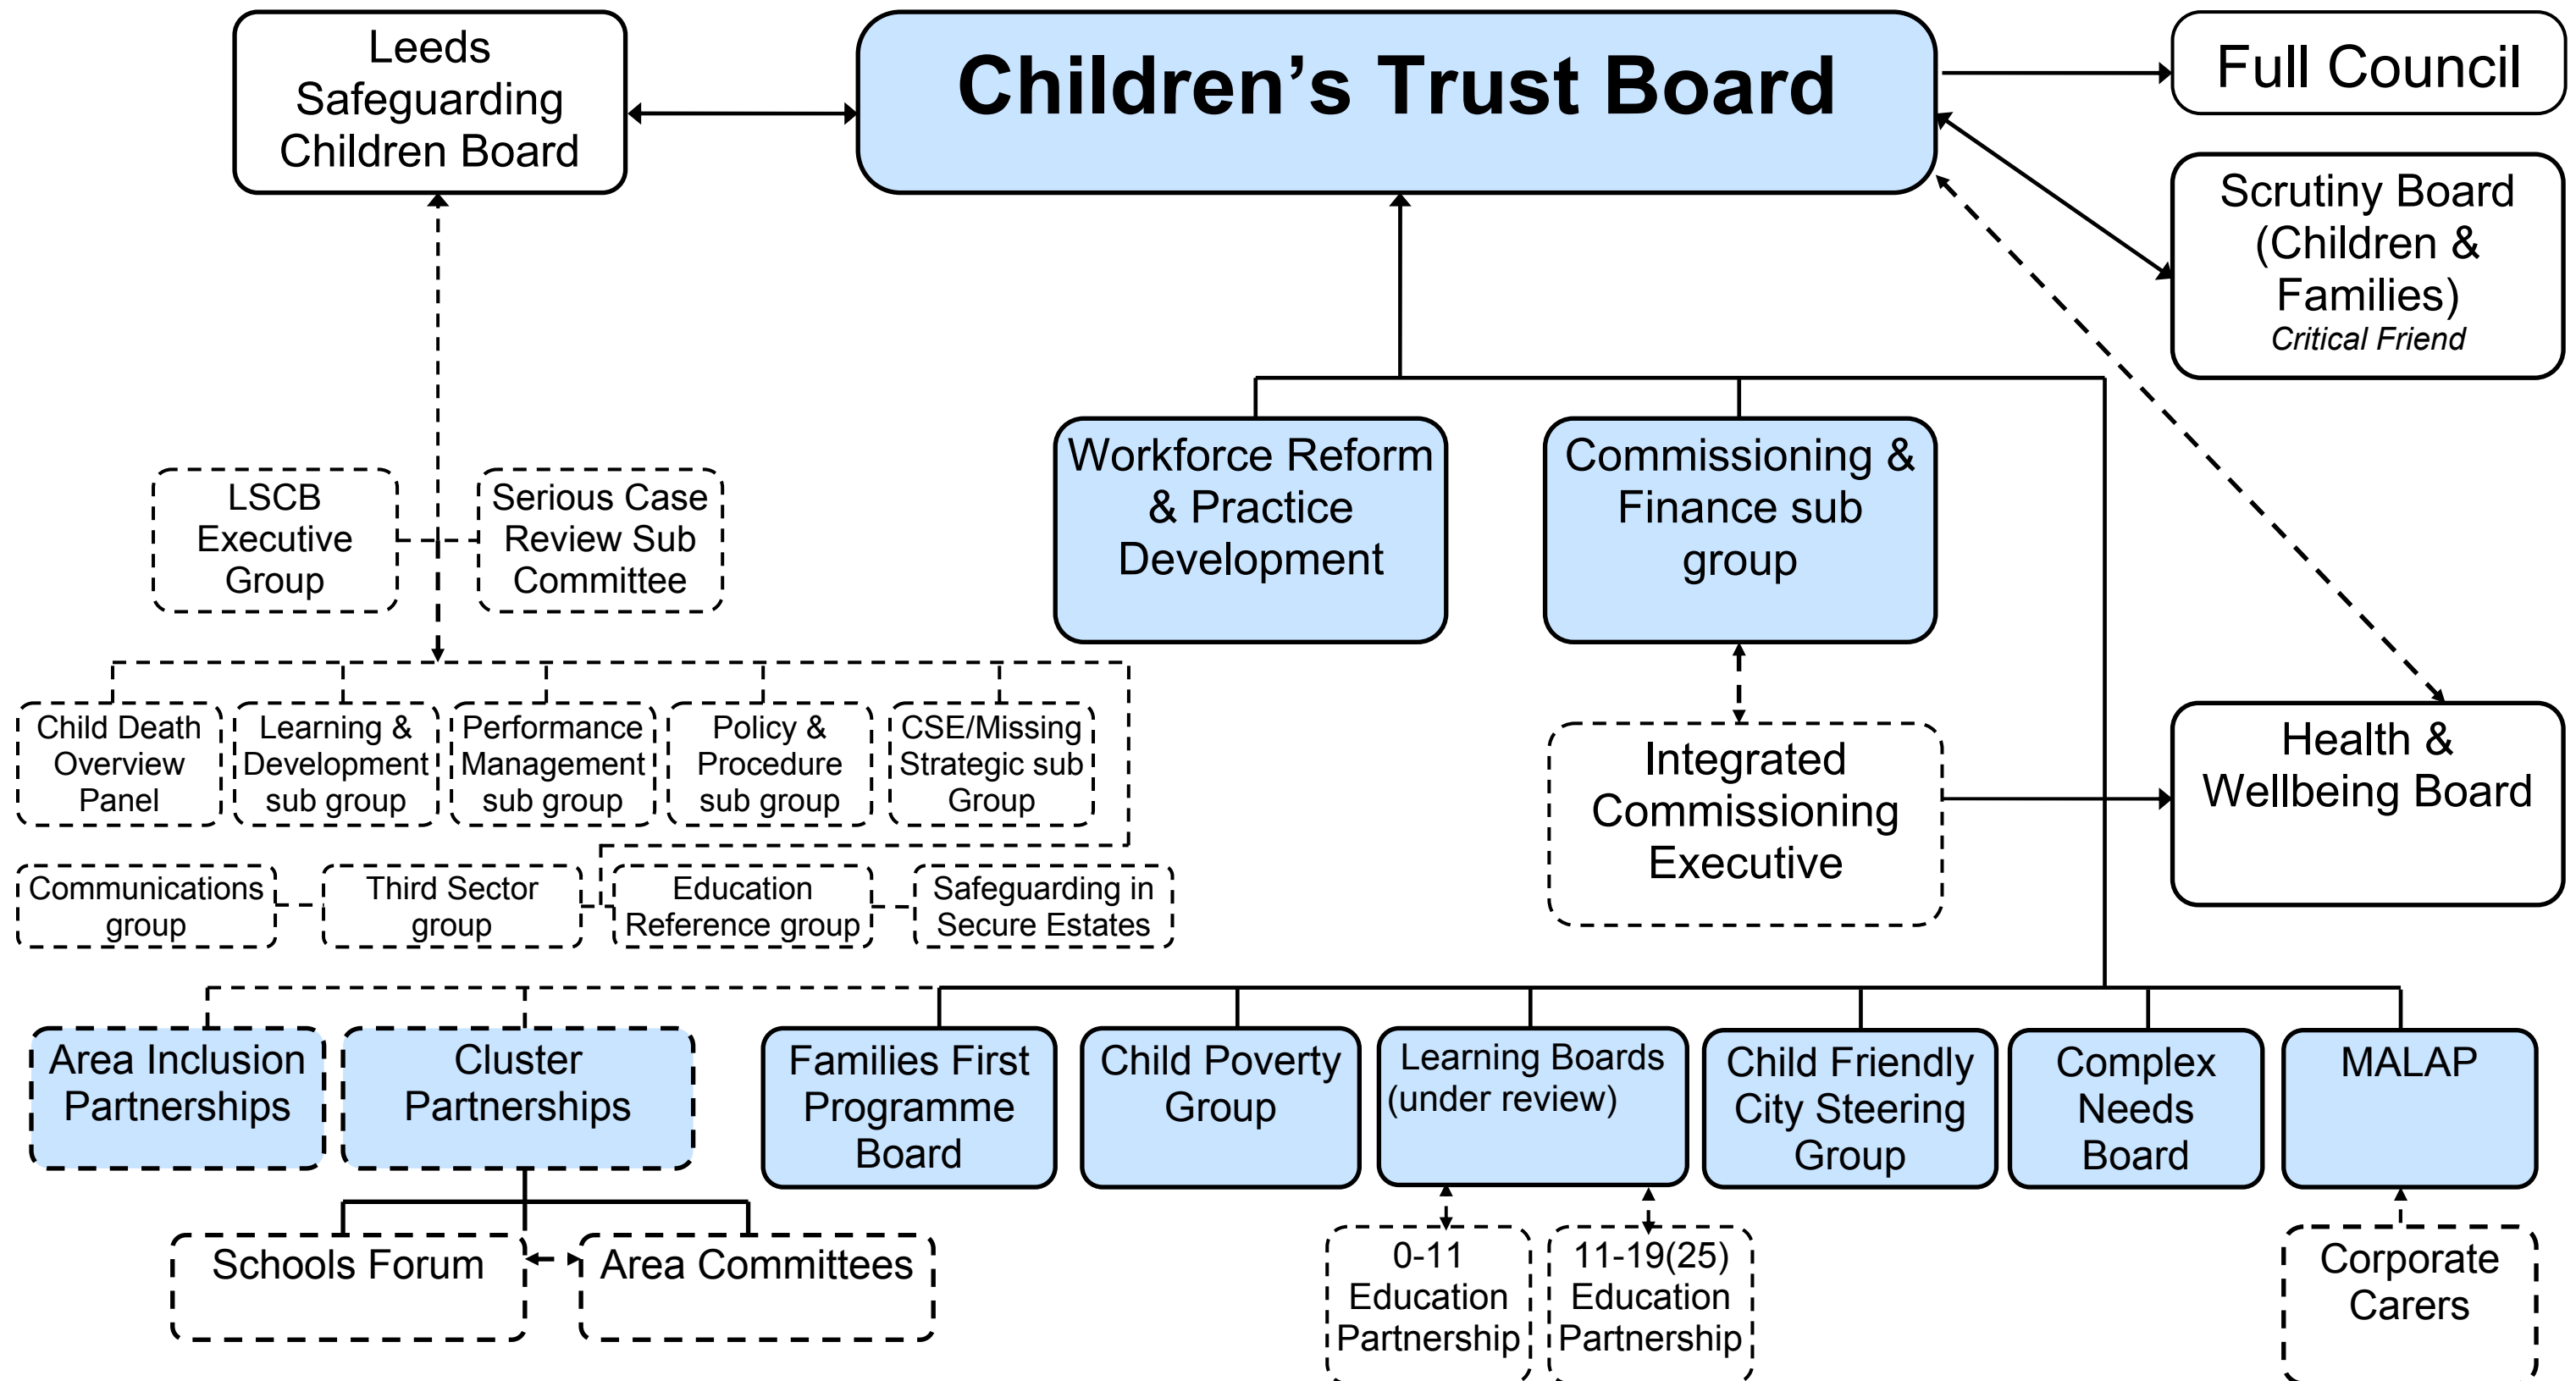 Leeds
Safeguarding
Children Board
Children’s Trust Board
Full Council
Scrutiny Board
(Children &
Families)
Critical Friend
Workforce Reform
& Practice
Development
Commissioning &
Finance sub
group
LSCB
Executive
Group
Serious Case
Review Sub
Committee
Child Death
Overview
Panel
Learning &
Development
sub group
Performance
Management
sub group
Policy &
Procedure
sub group
CSE/Missing
Strategic sub
Group
Integrated
Commissioning
Executive
Health &
Wellbeing Board
Communications
group
Third Sector
group
Education
Reference group
Safeguarding in
Secure Estates
Area Inclusion
Partnerships
Cluster
Partnerships
Families First
Programme
Board
Child Poverty
Group
Learning Boards
(under review)
Child Friendly
City Steering
Group
Complex
Needs
Board
MALAP
Schools Forum
Area Committees
0-11
Education
Partnership
11-19(25)
Education
Partnership
Corporate
Carers